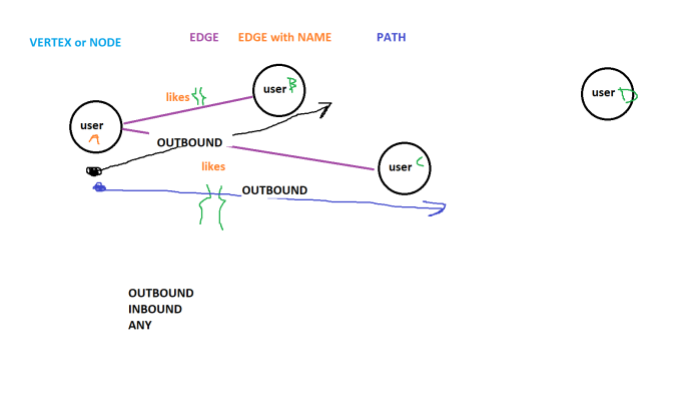 VERTEX or NODE
EDGE
EDGE with NAME
PATH
likes {}
user B
user D
user
A
OUTBOUND
likes
user C
OUTBOUND
{ }
OUTBOUND
INBOUND
ANY